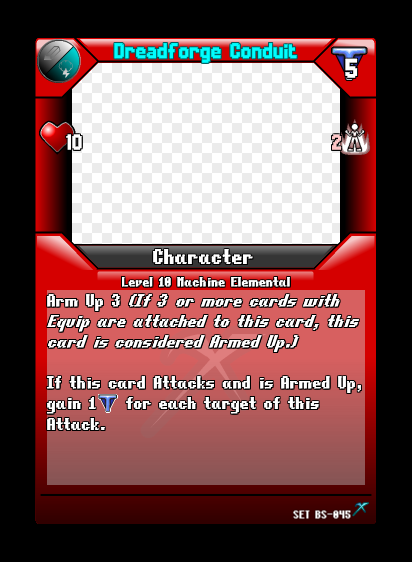 2
Dreadforge Conduit
5
10
2
Character
Level 10 Machine Elemental
Arm Up 3 (If 3 or more cards with
Equip are attached to this card, this
card is considered Armed Up.)
If this card Attacks and is Armed Up,
gain 1 for each target of this
Attack.
SET BS-045